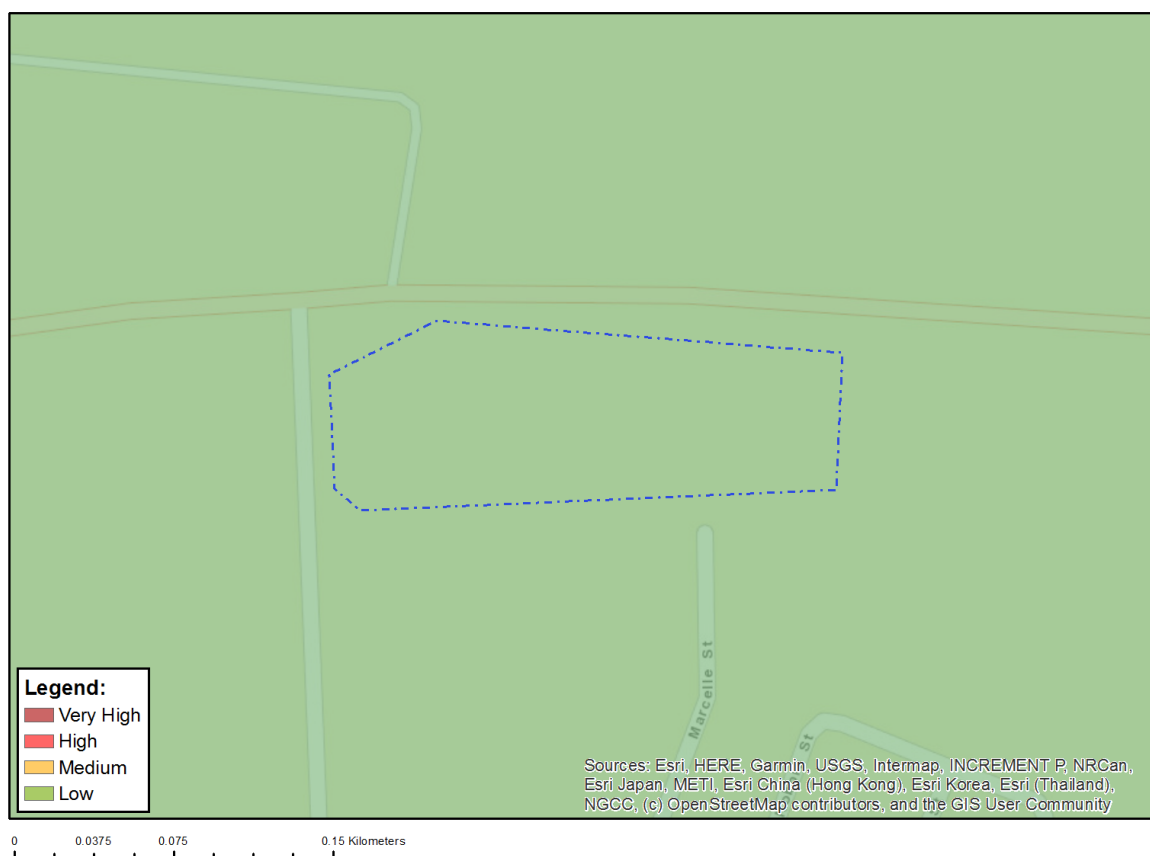 Marcelle St
St
Legend:
Very High
High
Medium
Low
Sources: Esri, HERE, Garmin, USGS, Intermap, INCREMENT P, NRCan,
Esri Japan, METI, Esri China (Hong Kong), Esri Korea, Esri (Thailand),
NGCC, (c) OpenStreetMap contributors, and the GIS User Community
0 0.0375 0.075 0.15 Kilometers